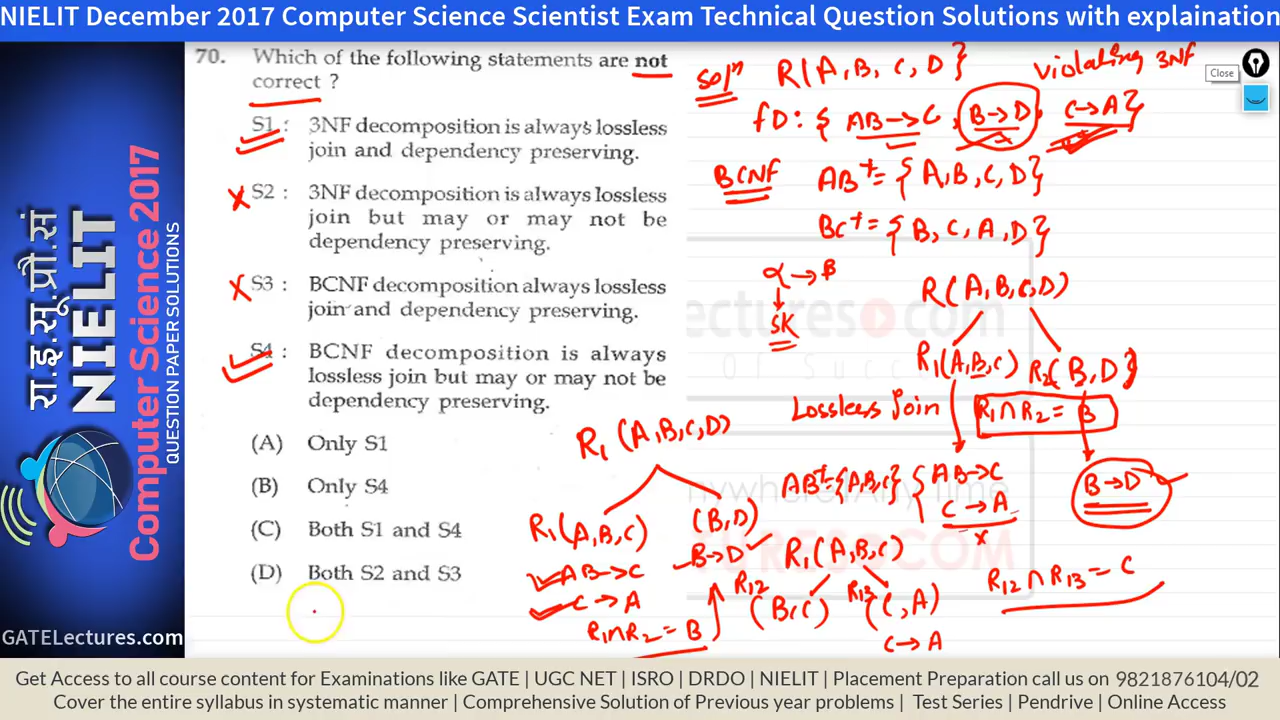 NIELIT December 2017 Computer Science Scientist Exam Technical Question Solutions with explaination
रा.इ.सू.प्रौ.सं
NIELIT
Computer Science 2017
QUESTION PAPER SOLUTIONS
GATELectures.com
70. Which of the following statements are not
correct ?
S1 : 3NF decomposition is always lossless
join and dependency preserving.
S2 : 3NF decomposition is always lossless
join but may or may not be
dependency preserving.
S3 : BCNF decomposition always lossless
join and dependency preserving.
S4 : BCNF decomposition is always
lossless join but may or may not be
dependency preserving.
(A) Only S1
(B) Only S4
(C) Both S1 and S4
(D) Both S2 and S3
Solⁿ R(A, B, C, D} violating 3NF
Close
FD: { AB→C, B→D, C→A}
BCNF AB⁺= {A,B,C,D}
BC⁺= {B, C, A, D}
α→β
SK
R(A,B,C,D)
R1(A,B,C) R2(B,D}
Lossless Join R1∩R2 = B
AB⁺={A,B,C} { AB→C
C→A
x
B→D
R1 (A,B,C,D)
R1(A,B,C) (B,D)
AB→C B→D
C→A
R1∩R2 = B
R1(A,B,C)
R12 (B,C) R13 (C,A)
C→A
R12∩R13 = C
Get Access to all course content for Examinations like GATE | UGC NET | ISRO | DRDO | NIELIT | Placement Preparation call us on 9821876104/02
Cover the entire syllabus in systematic manner | Comprehensive Solution of Previous year problems | Test Series | Pendrive | Online Access